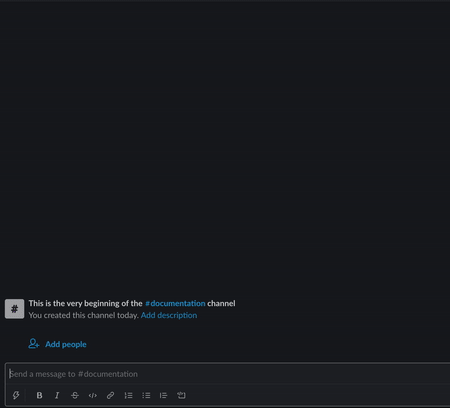 #
This is the very beginning of the #documentation channel
You created this channel today. Add description
Add people
Send a message to #documentation
B I S </>